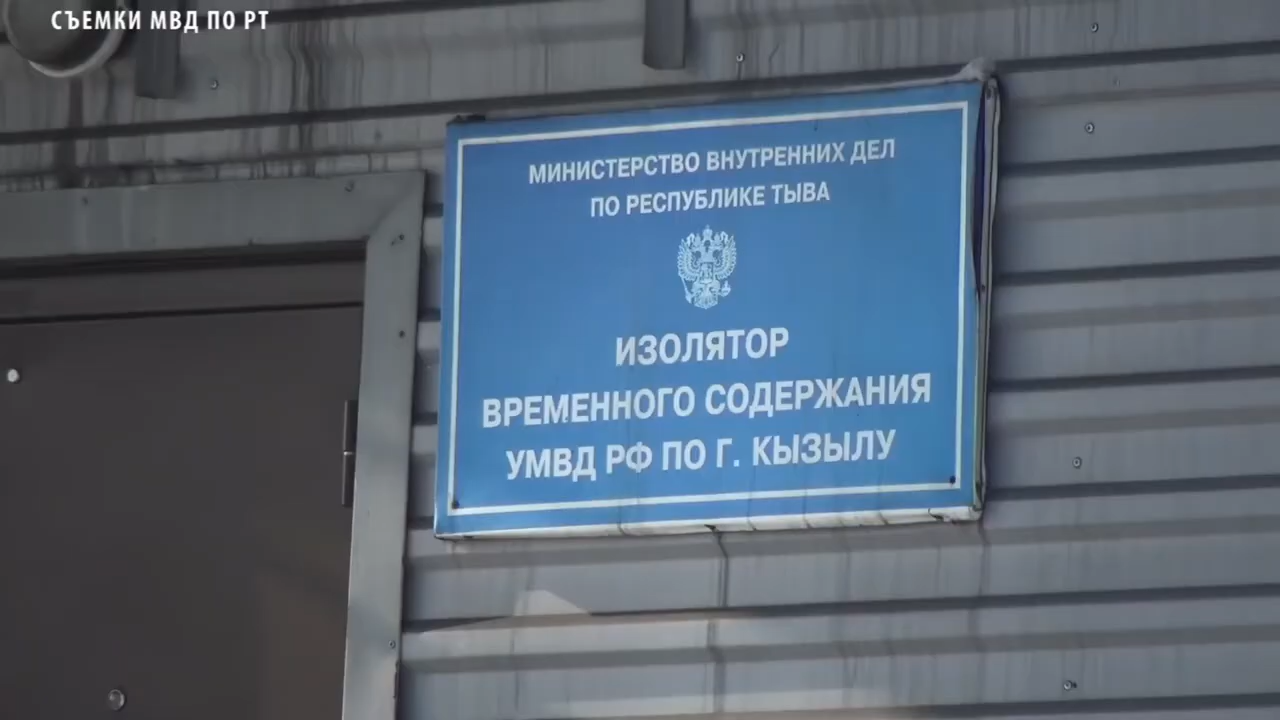 СЪЕМКИ МВД ПО РТ
МИНИСТЕРСТВО ВНУТРЕННИХ ДЕЛ
ПО РЕСПУБЛИКЕ ТЫВА
ИЗОЛЯТОР
ВРЕМЕННОГО СОДЕРЖАНИЯ
УМВД РФ ПО Г. КЫЗЫЛУ